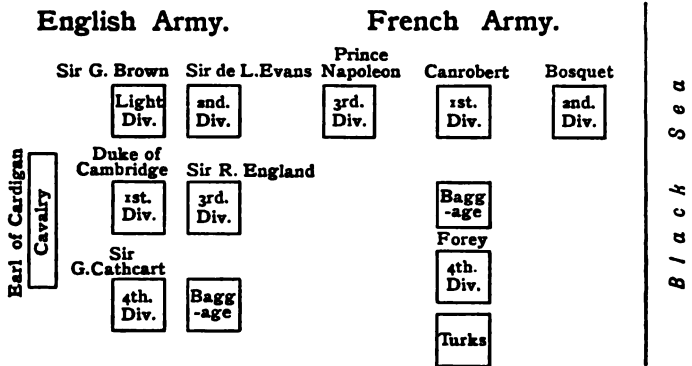 English Army. French Army.
Prince
Sir G. Brown Sir de L.Evans Napoleon Canrobert Bosquet
Light 2nd. 3rd. 1st. 2nd.
Div. Div. Div. Div. Div.
Duke of
Cambridge Sir R. England
1st. 3rd. Bagg
Div. Div. -age
Earl of Cardigan
Cavalry
Sir Forey
G.Cathcart
4th. Bagg 4th.
Div. -age Div.
Turks
Black Sea